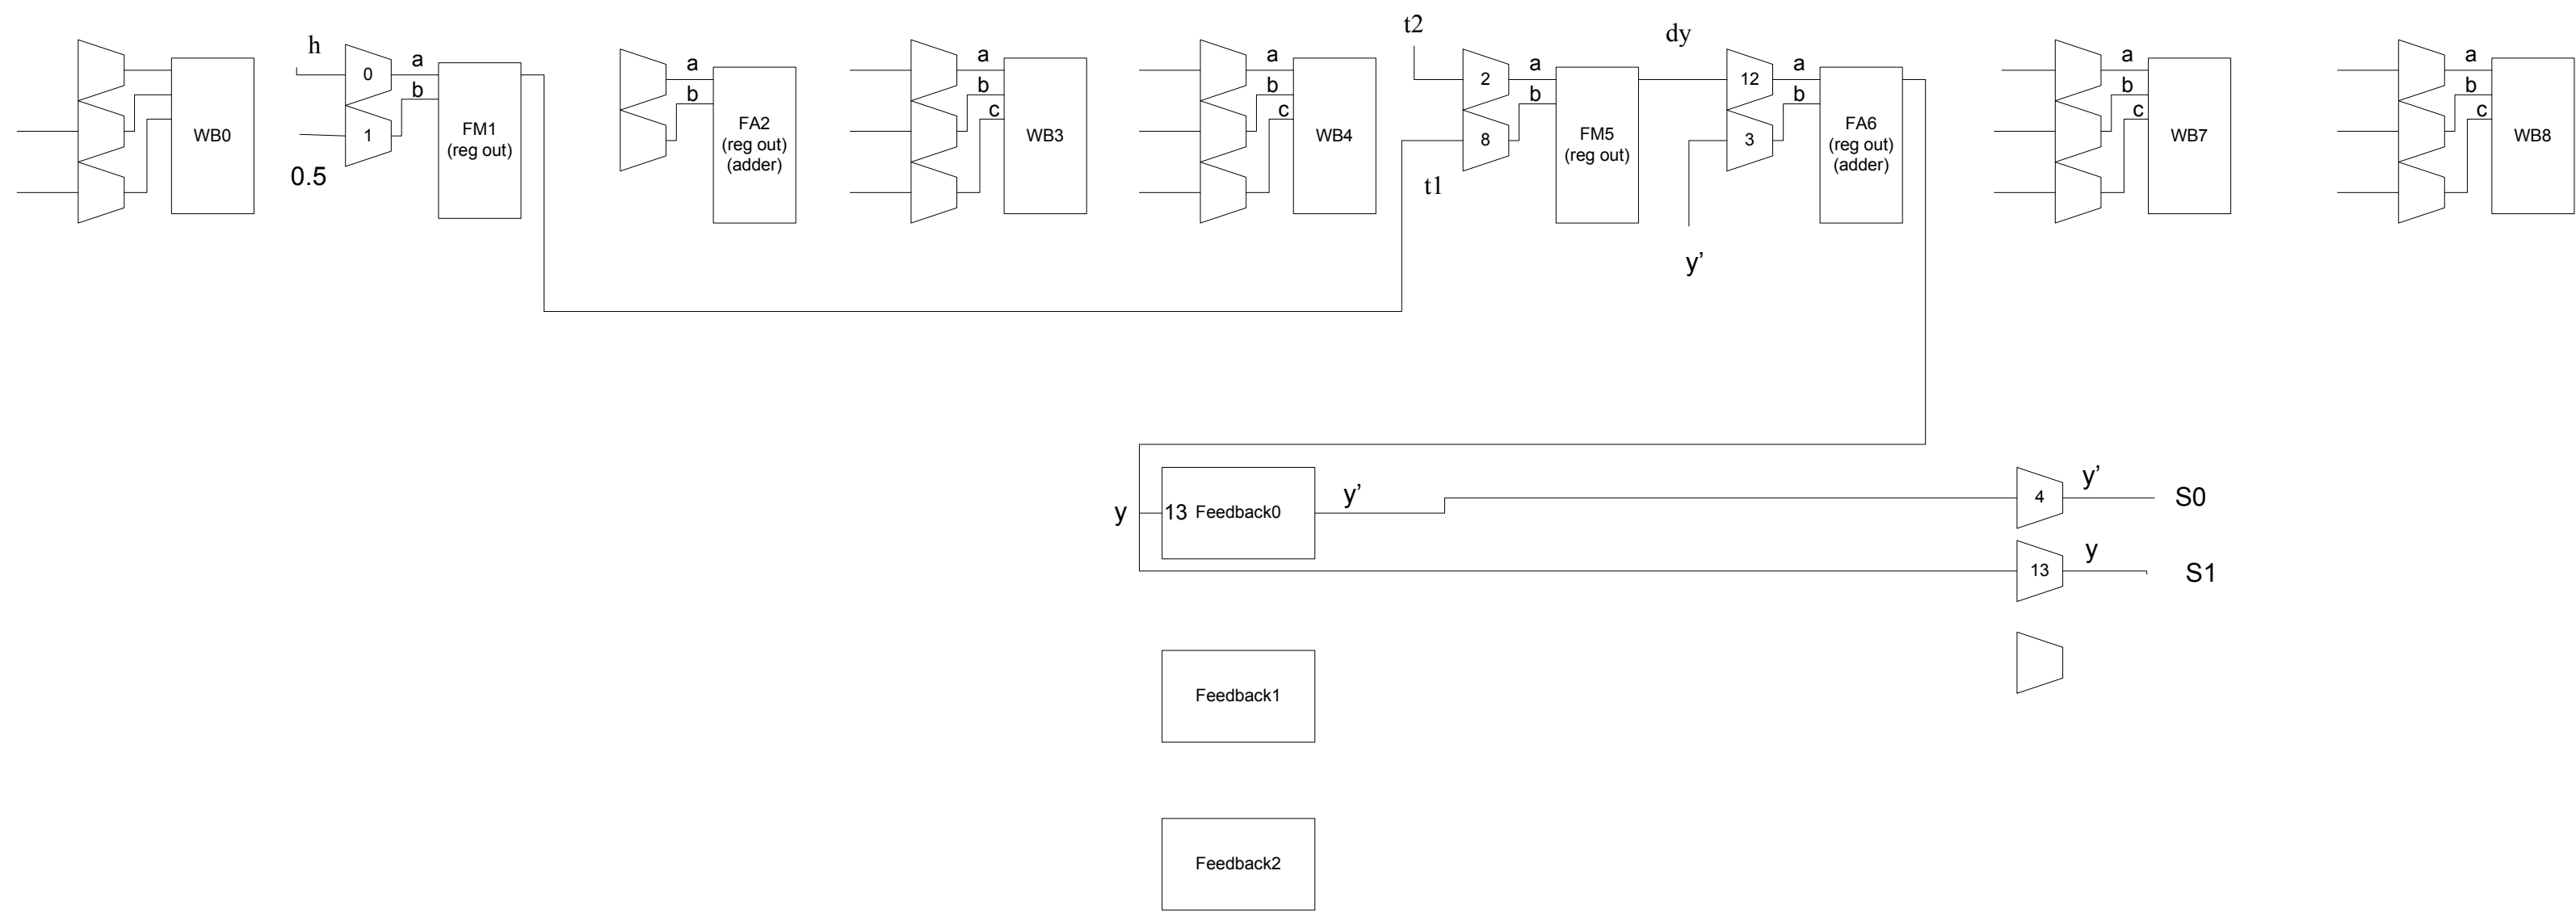 t2
h
dy
a
a
a
a
a
a
a
a
0
b
b
b
b
2
b
12
b
b
b
c
c
c
c
WB0
1
FM1
(reg out)
FA2
(reg out)
(adder)
WB3
WB4
8
FM5
(reg out)
3
FA6
(reg out)
(adder)
WB7
WB8
0.5
t1
y’
y’
y’
4
S0
y
13
Feedback0
y
13
S1
Feedback1
Feedback2